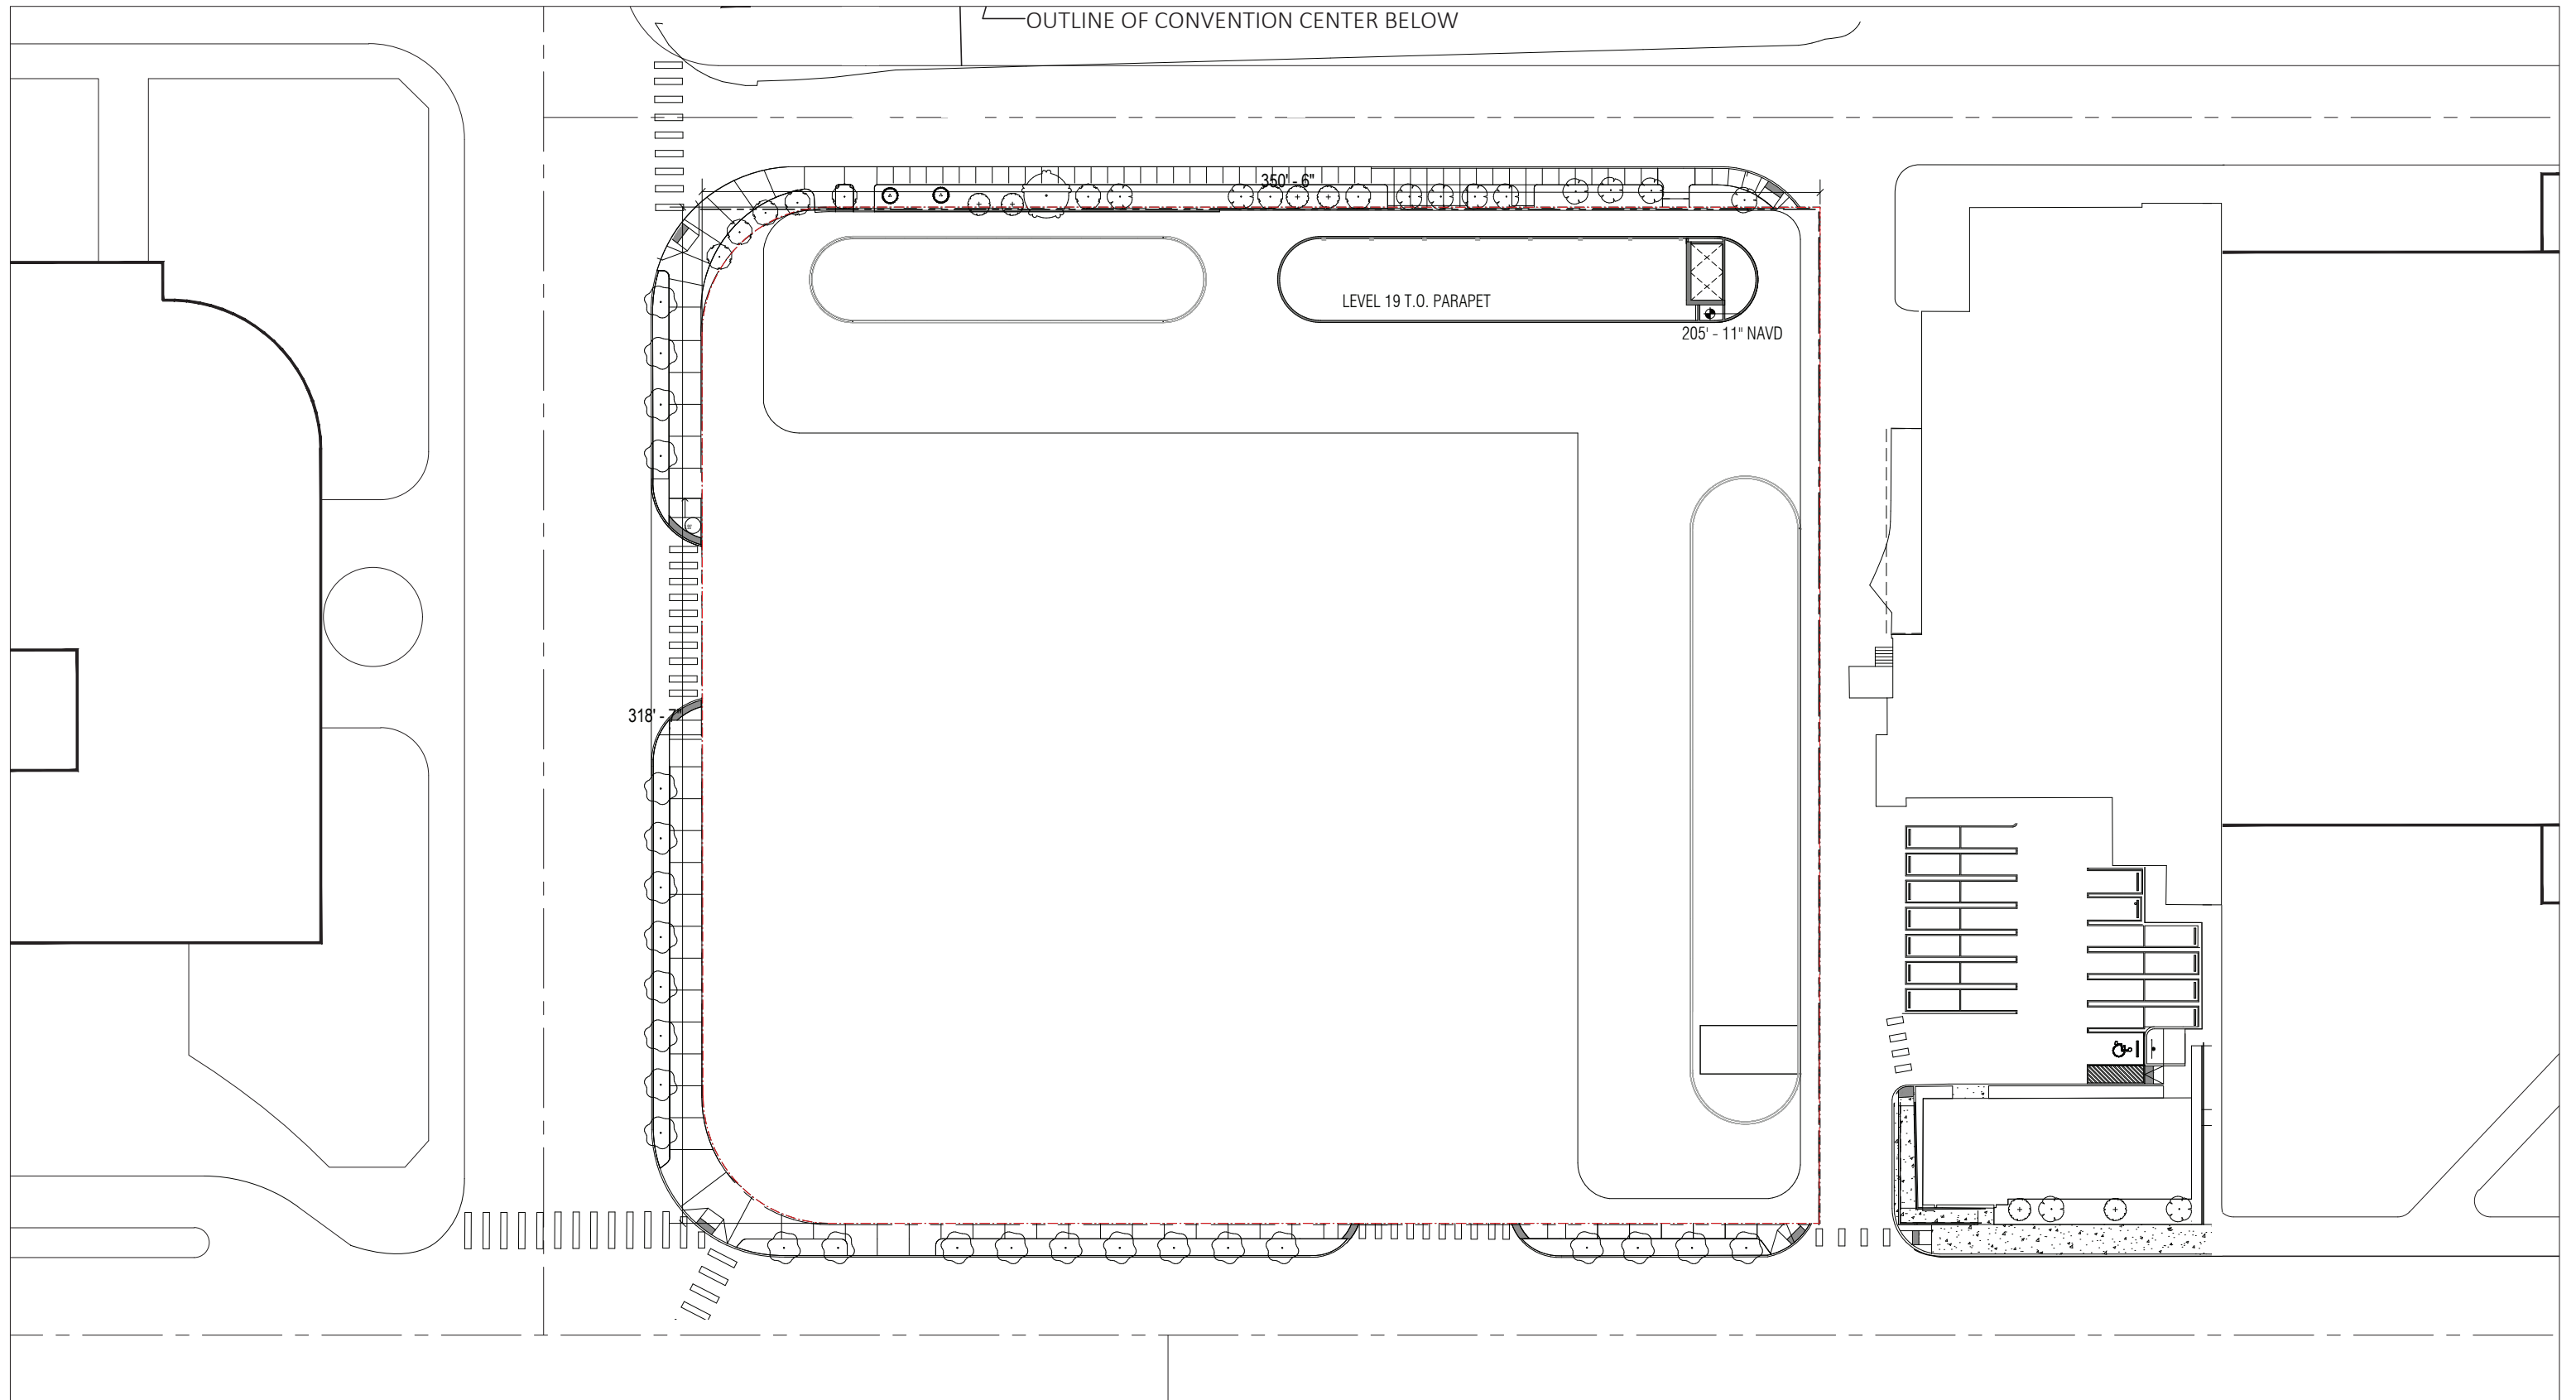 OUTLINE OF CONVENTION CENTER BELOW
350' - 6"
LEVEL 19 T.O. PARAPET
205' - 11" NAVD
318' - 7"